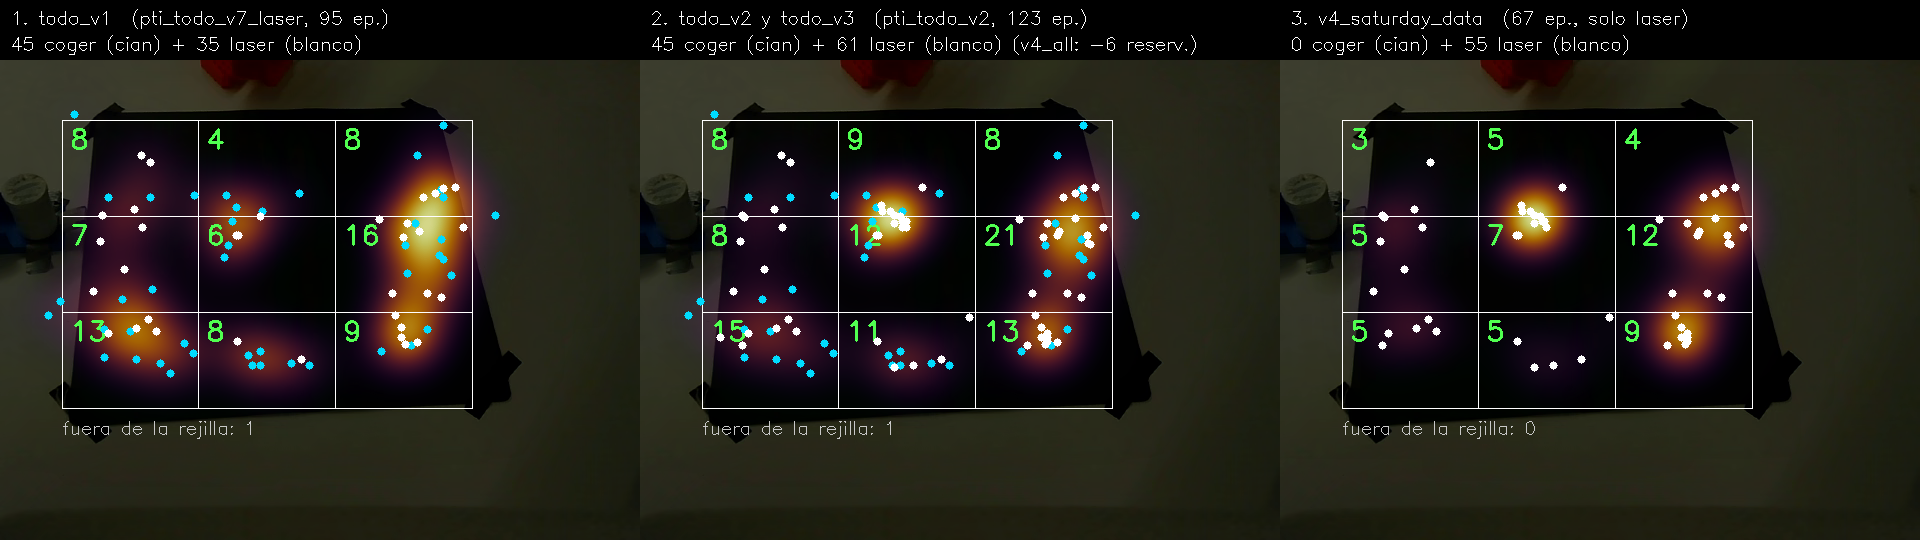 1. todo_v1 (pti_todo_v7_laser, 95 ep.)
45 coger (cian) + 35 laser (blanco)
8 4 8
7 6 16
13 8 9
fuera de la rejilla: 1
2. todo_v2 y todo_v3 (pti_todo_v2, 123 ep.)
45 coger (cian) + 61 laser (blanco) (v4_all: −6 reserv.)
8 9 8
8 12 21
15 11 13
fuera de la rejilla: 1
3. v4_saturday_data (67 ep., solo laser)
0 coger (cian) + 55 laser (blanco)
3 5 4
5 7 12
5 5 9
fuera de la rejilla: 0